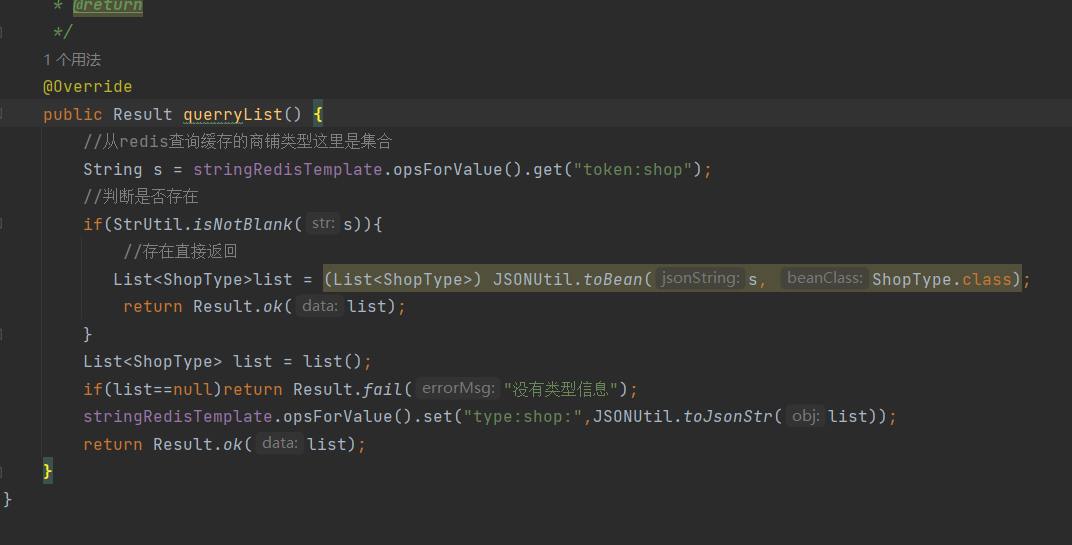 * @return
*/
1 个用法
@Override
public Result querryList() {
//从redis查询缓存的商铺类型这里是集合
String s = stringRedisTemplate.opsForValue().get("token:shop");
//判断是否存在
if(StrUtil.isNotBlank( str: s)){
//存在直接返回
List<ShopType>list = (List<ShopType>) JSONUtil.toBean( jsonString: s, beanClass: ShopType.class);
return Result.ok( data: list);
}
List<ShopType> list = list();
if(list==null)return Result.fail( errorMsg: "没有类型信息");
stringRedisTemplate.opsForValue().set("type:shop:",JSONUtil.toJsonStr( obj: list));
return Result.ok( data: list);
}
}